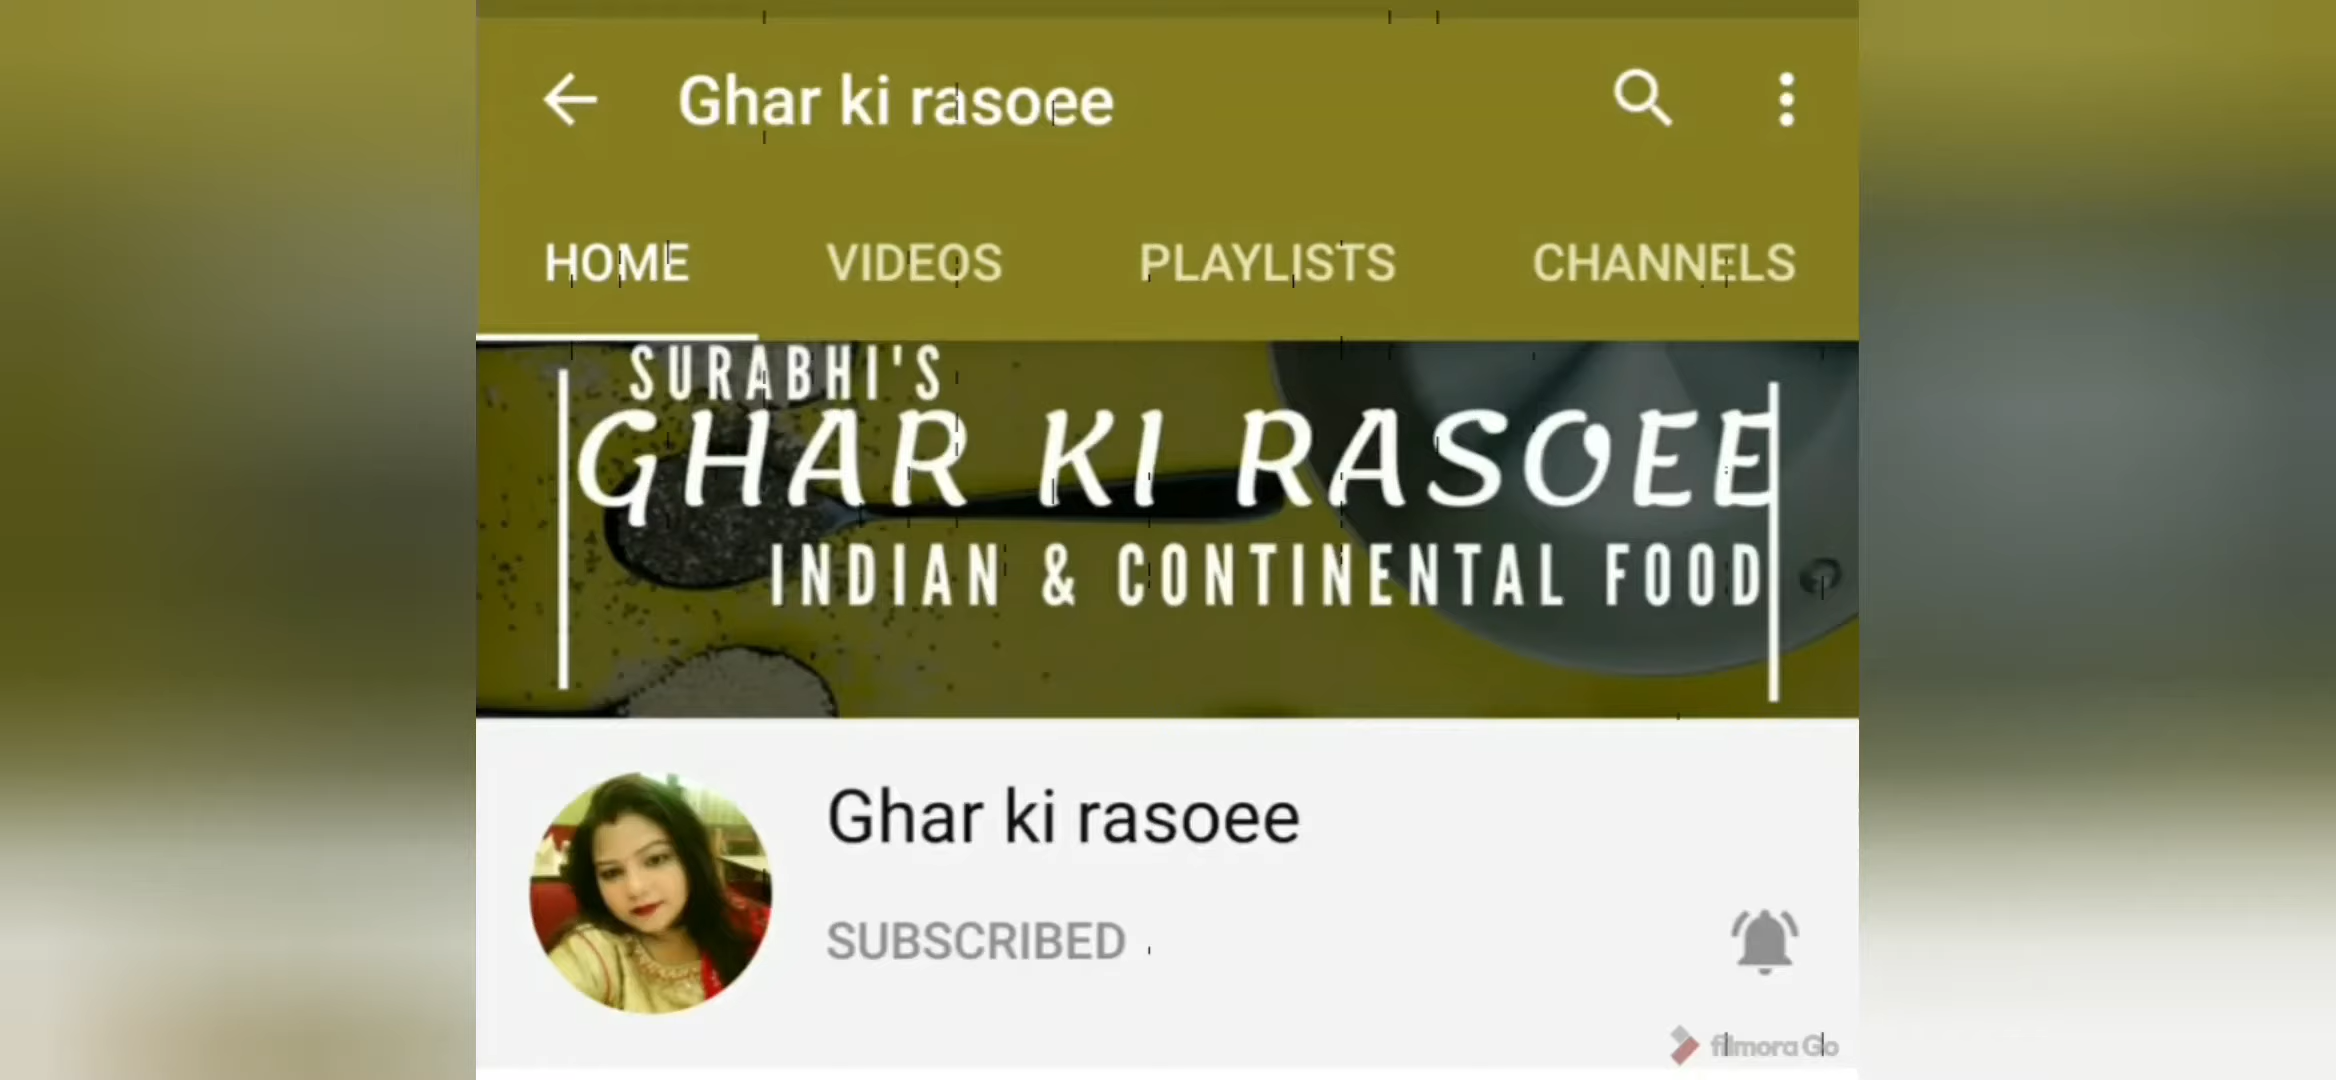 Ghar ki rasoee
HOME VIDEOS PLAYLISTS CHANNELS
SURABHI'S
GHAR KI RASOEE
INDIAN & CONTINENTAL FOOD
Ghar ki rasoee
SUBSCRIBED
filmora Go